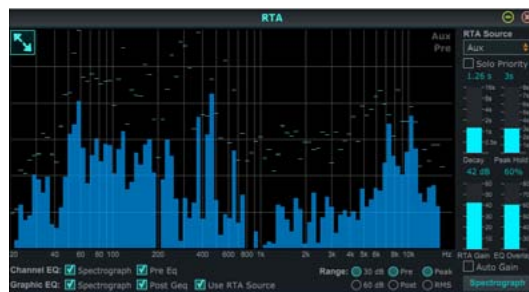 RTA
Aux
Pre
RTA Source
Aux
Solo Priority
1.26 s 3s
Decay Peak Hold
42 dB 60%
20 40 60 80 100 200 400 600 800 1k 2k 3k 4k 5k 6k 8k 10k Hz
RTA Gain EQ Overlay
Channel EQ: Spectrograph Pre Eq Range: 30 dB Pre Peak Auto Gain
Graphic EQ: Spectrograph Post Geq Use RTA Source 60 dB Post RMS Spectrograph